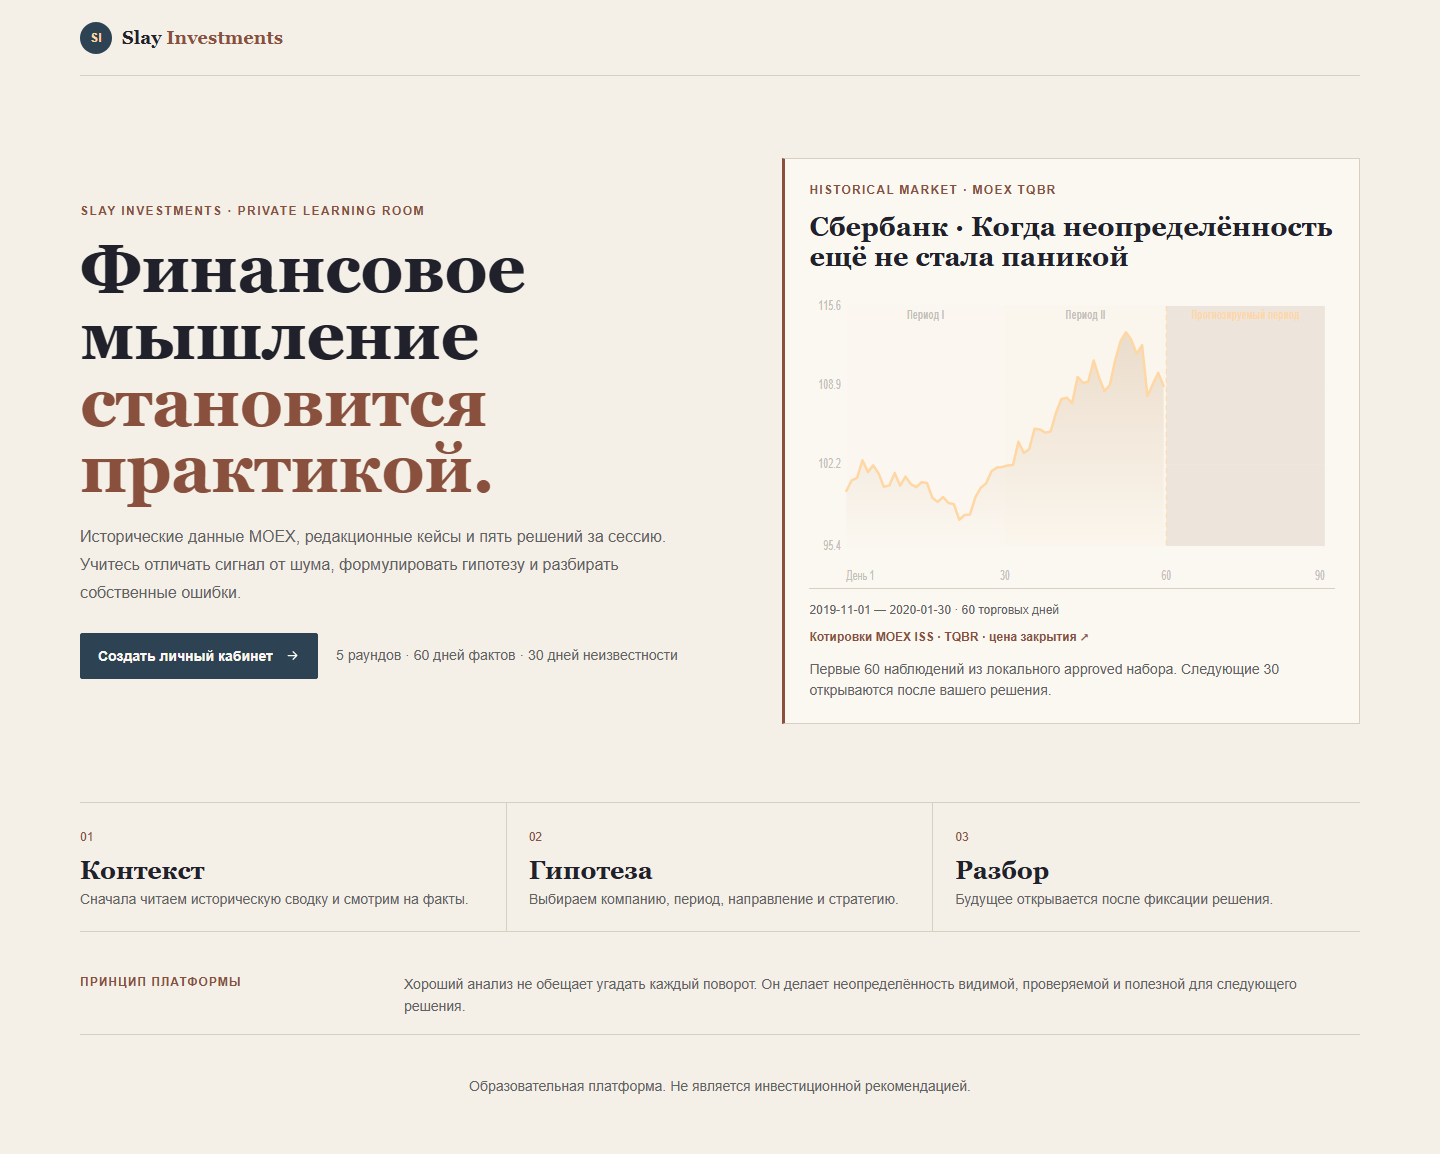 SI
Slay Investments
SLAY INVESTMENTS · PRIVATE LEARNING ROOM
Финансовое
мышление
становится
практикой.
Исторические данные MOEX, редакционные кейсы и пять решений за сессию.
Учитесь отличать сигнал от шума, формулировать гипотезу и разбирать
собственные ошибки.
Создать личный кабинет →
5 раундов · 60 дней фактов · 30 дней неизвестности
HISTORICAL MARKET · MOEX TQBR
Сбербанк · Когда неопределённость
ещё не стала паникой
115.6
Период I
Период II
Прогнозируемый период
108.9
102.2
95.4
День 1
30
60
90
2019-11-01 — 2020-01-30 · 60 торговых дней
Котировки MOEX ISS · TQBR · цена закрытия ↗
Первые 60 наблюдений из локального approved набора. Следующие 30
открываются после вашего решения.
01
Контекст
Сначала читаем историческую сводку и смотрим на факты.
02
Гипотеза
Выбираем компанию, период, направление и стратегию.
03
Разбор
Будущее открывается после фиксации решения.
ПРИНЦИП ПЛАТФОРМЫ
Хороший анализ не обещает угадать каждый поворот. Он делает неопределённость видимой, проверяемой и полезной для следующего
решения.
Образовательная платформа. Не является инвестиционной рекомендацией.